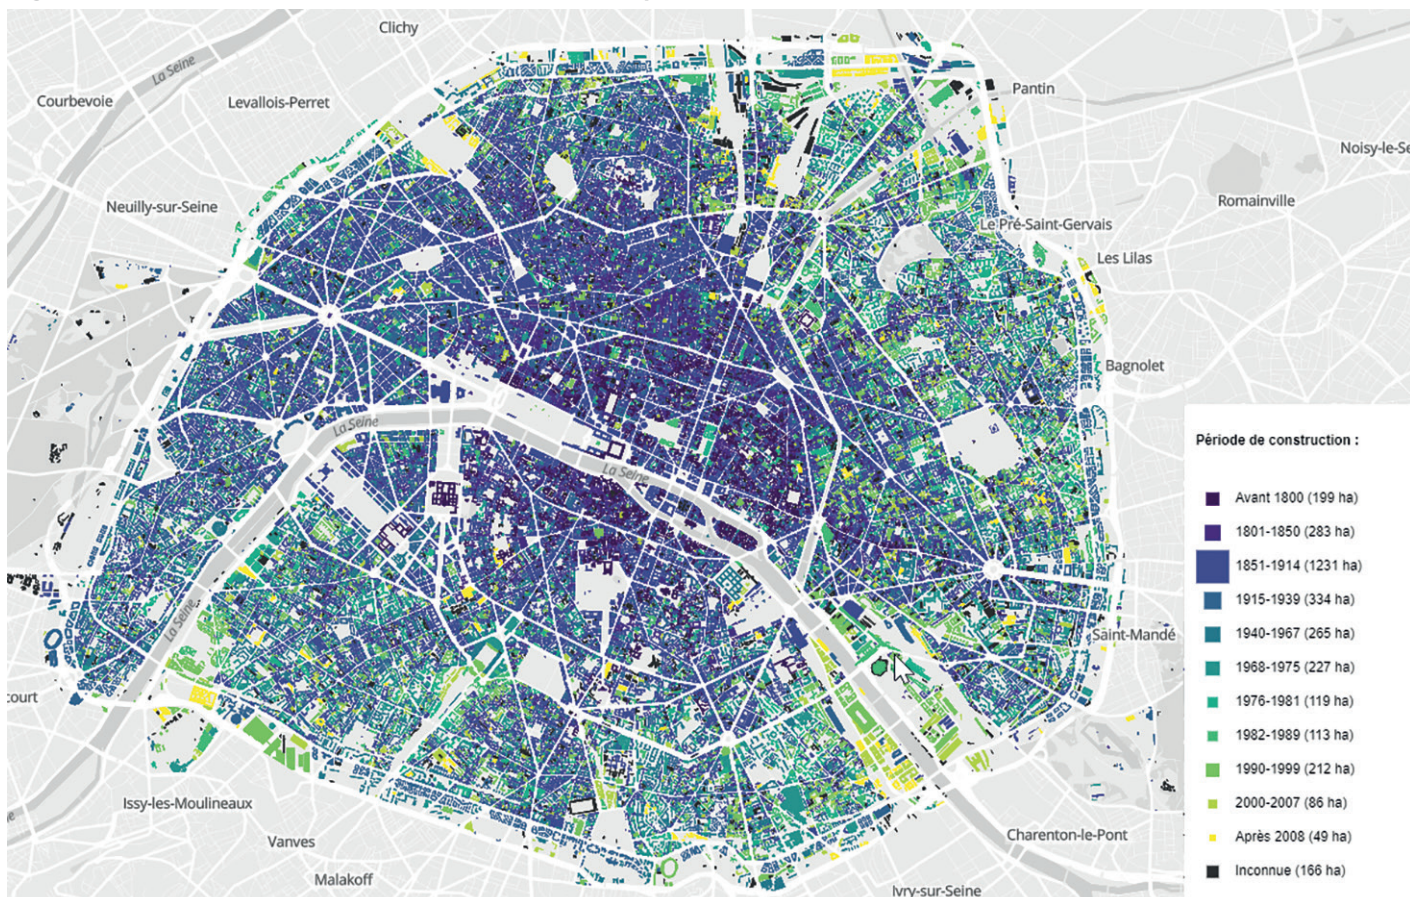 Clichy
La Seine
Courbevoie
Levallois-Perret
Pantin
Noisy-le-Se
Neuilly-sur-Seine
Romainville
Le Pré-Saint-Gervais
Les Lilas
Bagnolet
La Seine
La Seine
La Seine
Saint-Mandé
court
Issy-les-Moulineaux
Vanves
Malakoff
Charenton-le-Pont
Ivry-sur-Seine
Période de construction :
Avant 1800 (199 ha)
1801-1850 (283 ha)
1851-1914 (1231 ha)
1915-1939 (334 ha)
1940-1967 (265 ha)
1968-1975 (227 ha)
1976-1981 (119 ha)
1982-1989 (113 ha)
1990-1999 (212 ha)
2000-2007 (86 ha)
Après 2008 (49 ha)
Inconnue (166 ha)